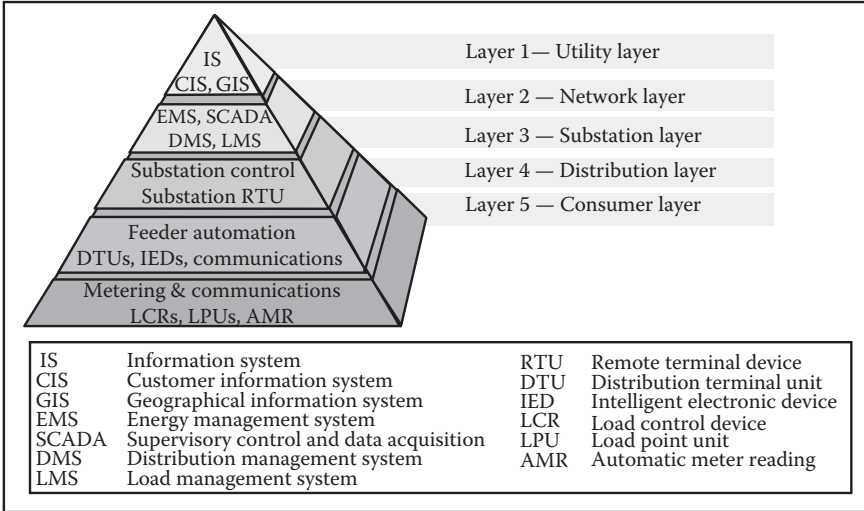 IS
CIS, GIS
EMS, SCADA
DMS, LMS
Substation control
Substation RTU
Feeder automation
DTUs, IEDs, communications
Metering & communications
LCRs, LPUs, AMR
Layer 1— Utility layer
Layer 2 — Network layer
Layer 3 — Substation layer
Layer 4 — Distribution layer
Layer 5 — Consumer layer
IS Information system
CIS Customer information system
GIS Geographical information system
EMS Energy management system
SCADA Supervisory control and data acquisition
DMS Distribution management system
LMS Load management system
RTU Remote terminal device
DTU Distribution terminal unit
IED Intelligent electronic device
LCR Load control device
LPU Load point unit
AMR Automatic meter reading